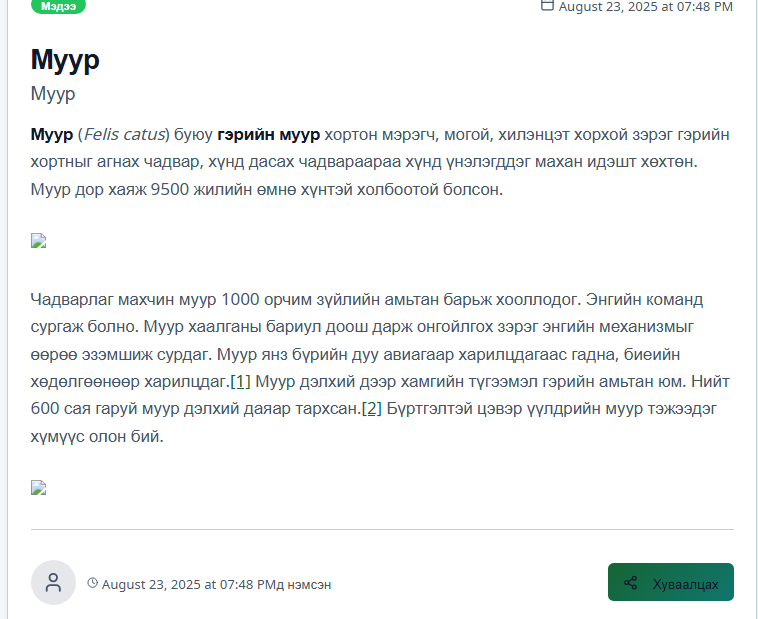 Мэдээ
August 23, 2025 at 07:48 PM
Муур
Муур
Муур (Felis catus) буюу гэрийн муур хортон мэрэгч, могой, хилэнцэт хорхой зэрэг гэрийн
хортныг агнах чадвар, хүнд дасах чадвараараа хүнд үнэлэгддэг махан идэшт хөхтөн.
Муур дор хаяж 9500 жилийн өмнө хүнтэй холбоотой болсон.
Чадварлаг махчин муур 1000 орчим зүйлийн амьтан барьж хооллодог. Энгийн команд
сургаж болно. Муур хаалганы бариул доош дарж онгойлгох зэрэг энгийн механизмыг
өөрөө эзэмшиж сурдаг. Муур янз бүрийн дуу авиагаар харилцдагаас гадна, биеийн
хөдөлгөөнөөр харилцдаг.[1] Муур дэлхий дээр хамгийн түгээмэл гэрийн амьтан юм. Нийт
600 сая гаруй муур дэлхий даяар тархсан.[2] Бүртгэлтэй цэвэр үүлдрийн муур тэжээдэг
хүмүүс олон бий.
August 23, 2025 at 07:48 PMд нэмсэн
Хуваалцах